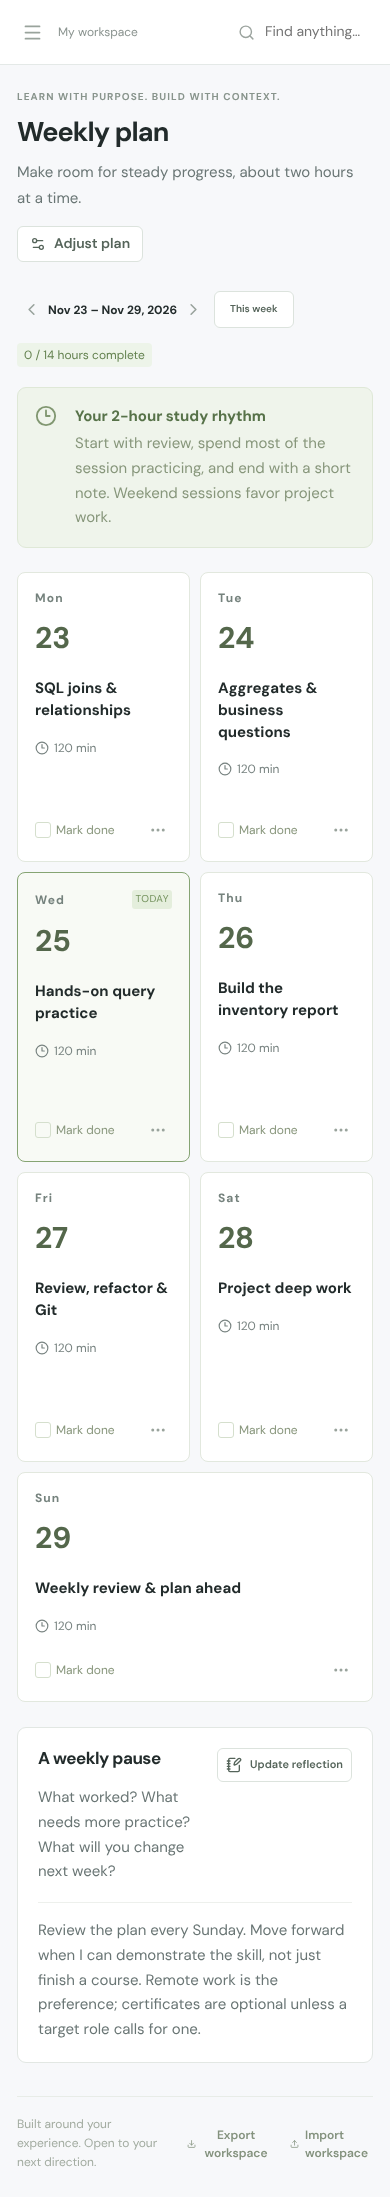 My workspace
Find anything...
LEARN WITH PURPOSE. BUILD WITH CONTEXT.
Weekly plan
Make room for steady progress, about two hours
at a time.
Adjust plan
Nov 23 – Nov 29, 2026
This week
0 / 14 hours complete
Your 2-hour study rhythm
Start with review, spend most of the
session practicing, and end with a short
note. Weekend sessions favor project
work.
Mon
23
SQL joins &
relationships
120 min
Mark done
Tue
24
Aggregates &
business
questions
120 min
Mark done
Wed
TODAY
25
Hands-on query
practice
120 min
Mark done
Thu
26
Build the
inventory report
120 min
Mark done
Fri
27
Review, refactor &
Git
120 min
Mark done
Sat
28
Project deep work
120 min
Mark done
Sun
29
Weekly review & plan ahead
120 min
Mark done
A weekly pause
Update reflection
What worked? What
needs more practice?
What will you change
next week?
Review the plan every Sunday. Move forward
when I can demonstrate the skill, not just
finish a course. Remote work is the
preference; certificates are optional unless a
target role calls for one.
Built around your
experience. Open to your
next direction.
Export
workspace
Import
workspace